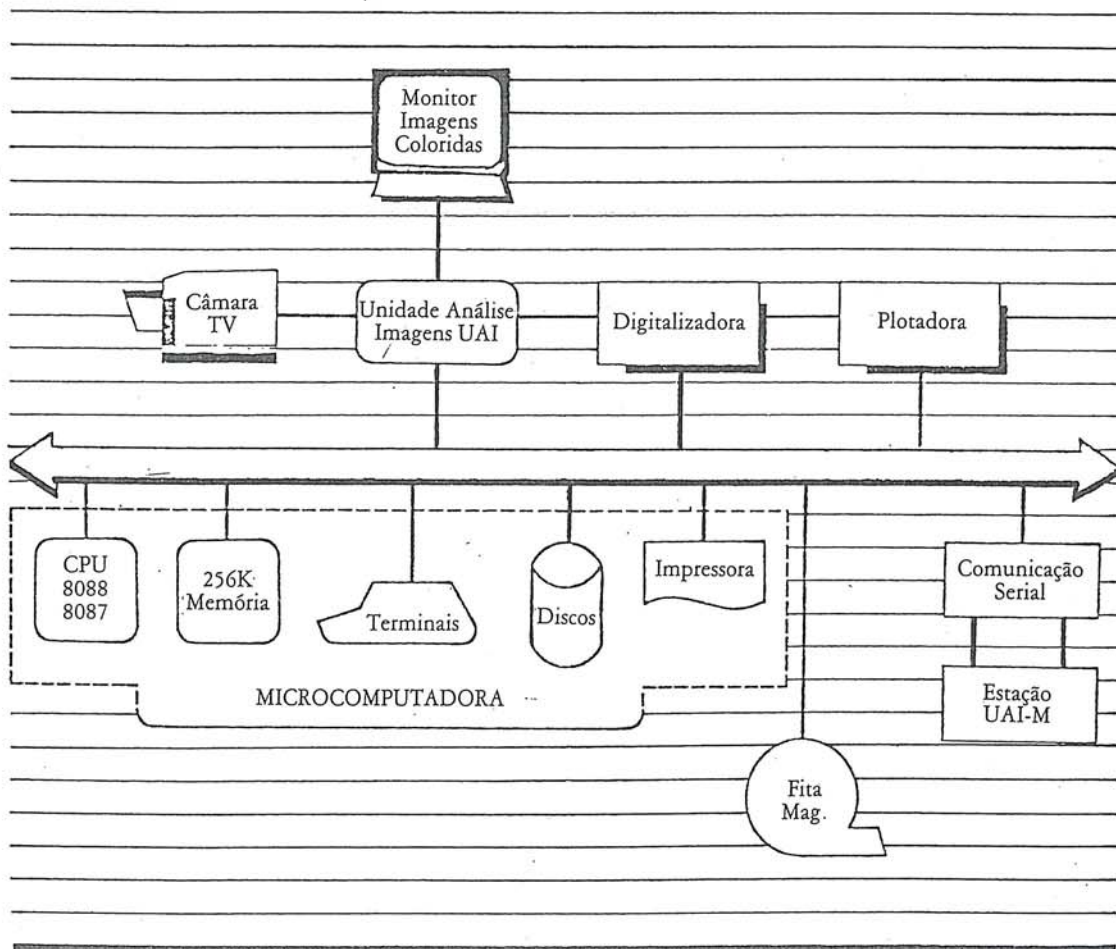 Monitor
Imagens
Coloridas
Câmara
TV
Unidade Análise
Imagens UAI
Digitalizadora
Plotadora
CPU
8088
8087
256K
Memória
Terminais
Discos
Impressora
Comunicação
Serial
MICROCOMPUTADORA
Estação
UAI-M
Fita
Mag.